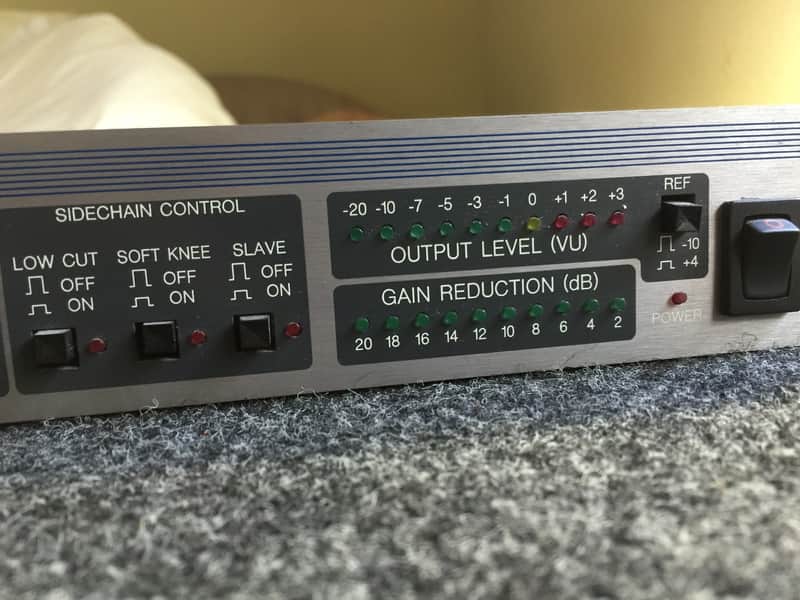 SIDECHAIN CONTROL
LOW CUT
OFF
ON
SOFT KNEE
OFF
ON
SLAVE
OFF
ON
-20 -10 -7 -5 -3 -1 0 +1 +2 +3
OUTPUT LEVEL (VU)
REF
-10
+4
GAIN REDUCTION (dB)
20 18 16 14 12 10 8 6 4 2
POWER